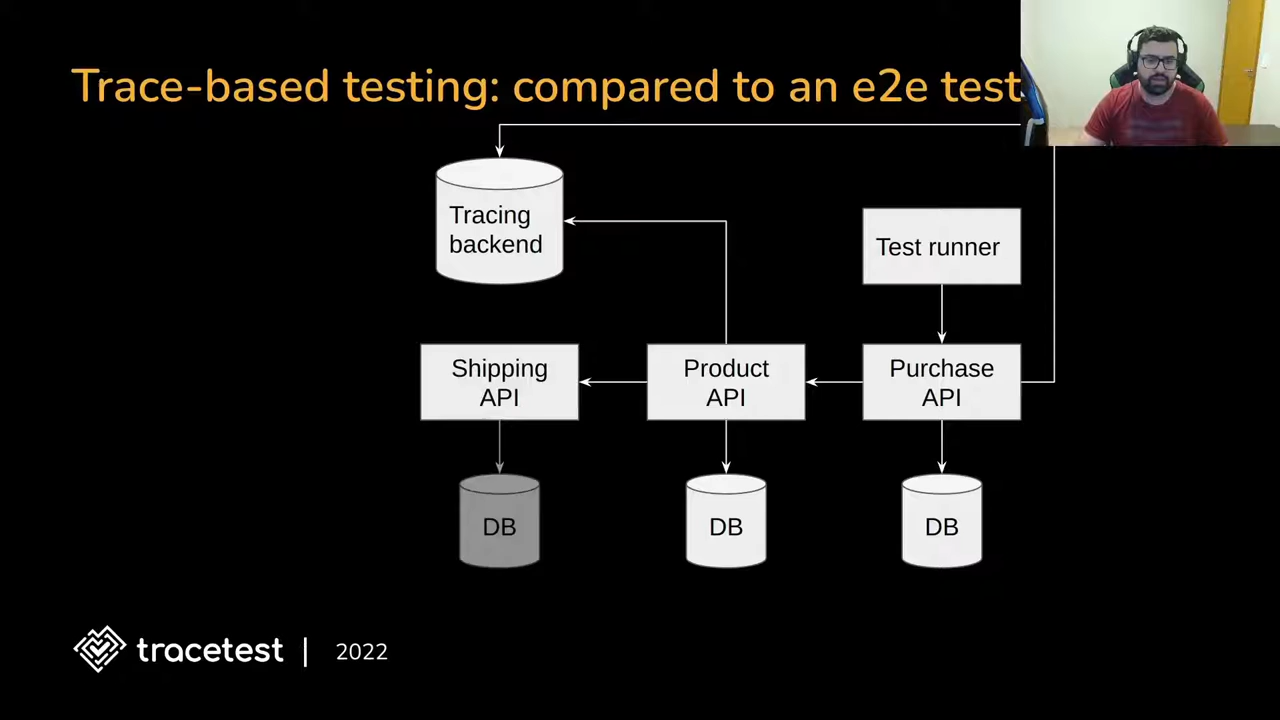 Trace-based testing: compared to an e2e test
Tracing
backend
Test runner
Shipping
API
Product
API
Purchase
API
DB
DB
DB
tracetest | 2022